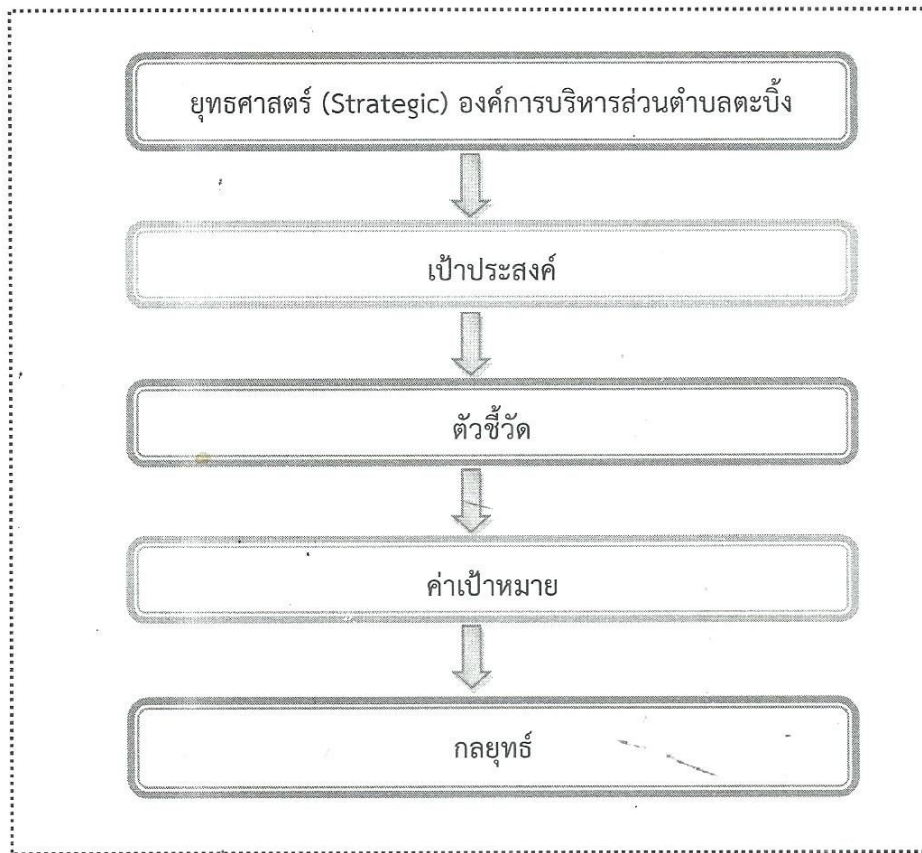 ยุทธศาสตร์ (Strategic) องค์การบริหารส่วนตำบลตะบิ้ง
เป้าประสงค์
ตัวชี้วัด
ค่าเป้าหมาย
กลยุทธ์